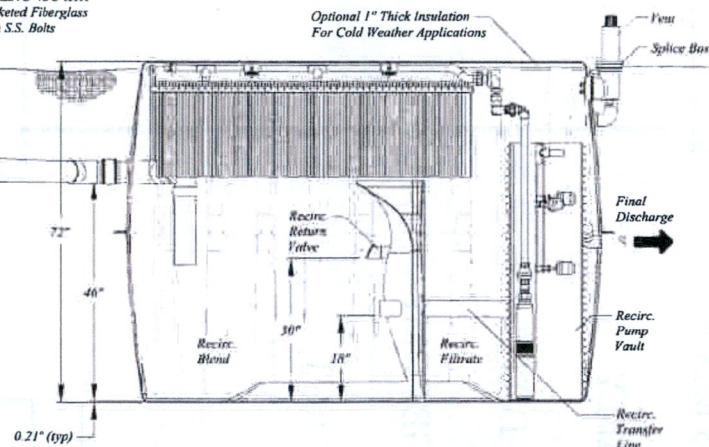 keted Fiberglass
S.S. Bolts
Optional 1" Thick Insulation
For Cold Weather Applications
Vent
Splice Box
72"
46"
Recirc.
Return
Valve
30"
18"
Recirc.
Blend
Recirc.
Filtrate
Final
Discharge
Recirc.
Pump
Vault
Recirc.
Transfer
Line
0.21" (typ)